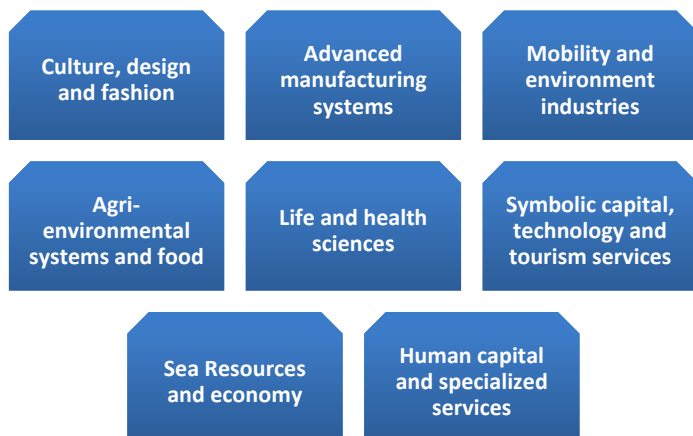 Culture, design
and fashion
Advanced
manufacturing
systems
Mobility and
environment
industries
Agri-
environmental
systems and food
Life and health
sciences
Symbolic capital,
technology and
tourism services
Sea Resources
and economy
Human capital
and specialized
services